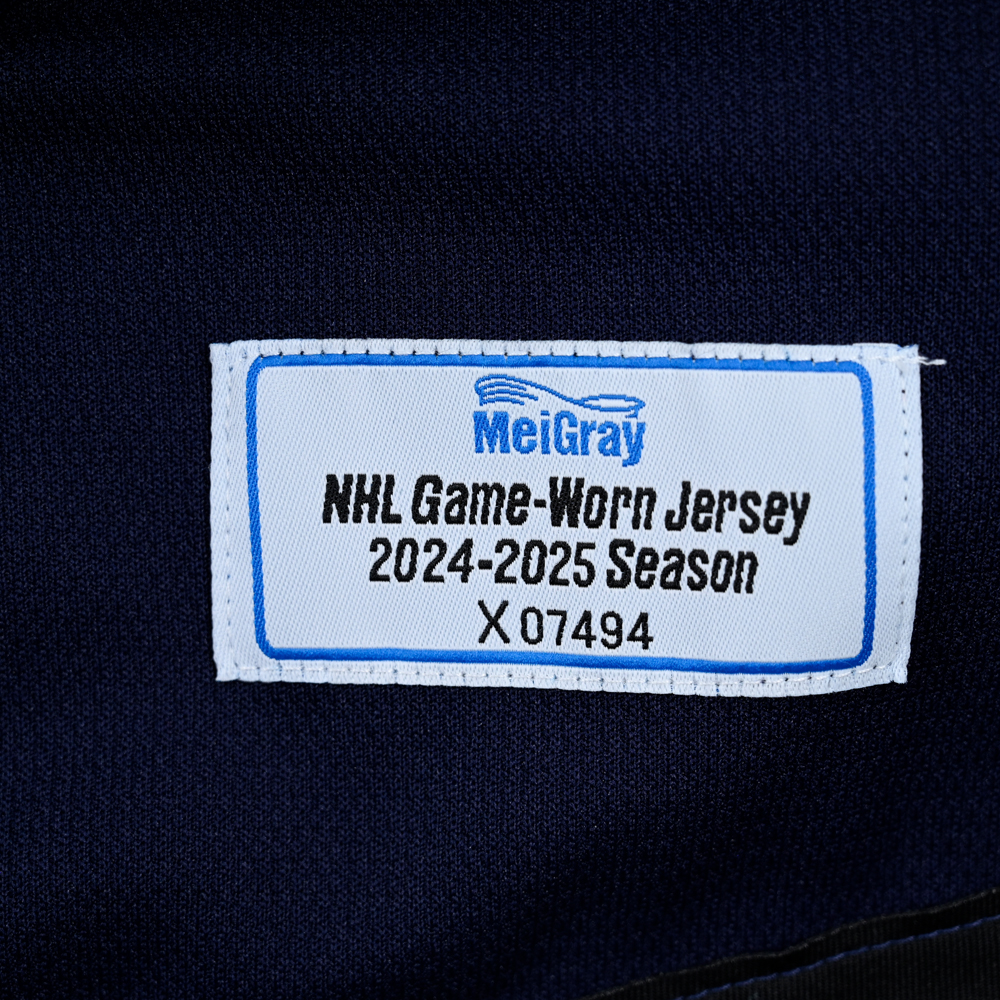 MeiGray
NHL Game-Worn Jersey
2024-2025 Season
X07494